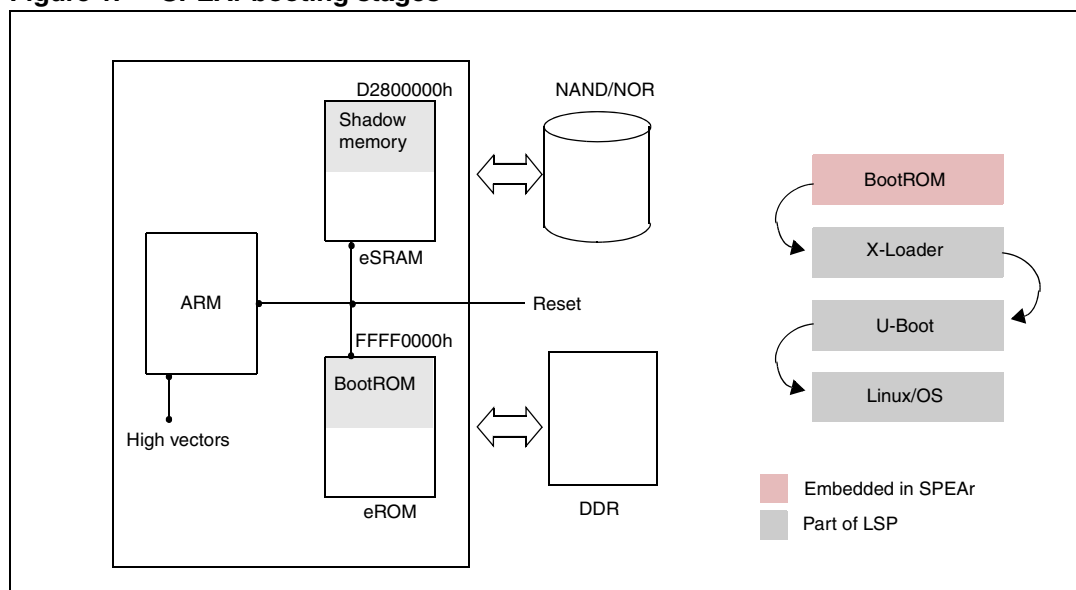 D2800000h
Shadow
memory
NAND/NOR
eSRAM
ARM
Reset
FFFF0000h
BootROM
High vectors
eROM
DDR
BootROM
X-Loader
U-Boot
Linux/OS
Embedded in SPEAr
Part of LSP